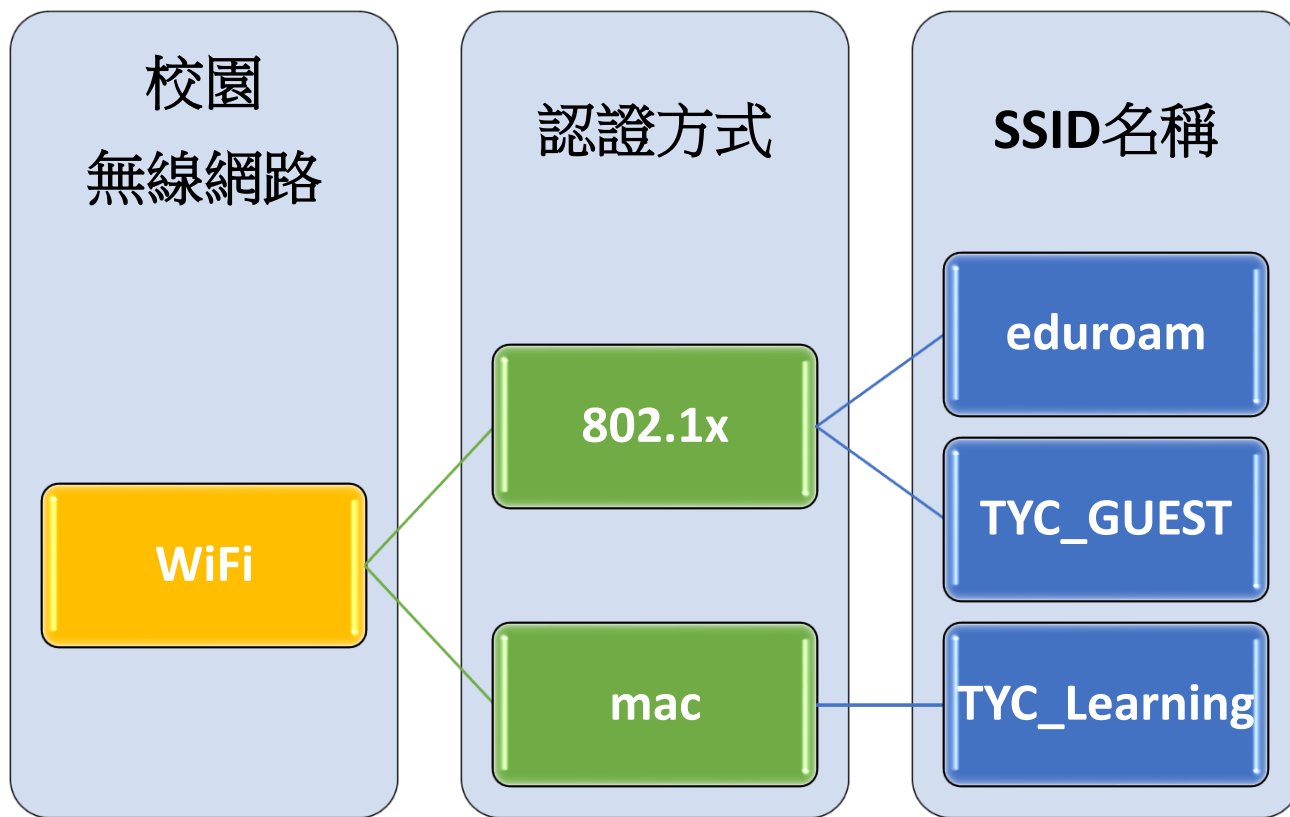 校園
無線網路
認證方式
SSID名稱
WiFi
802.1x
mac
eduroam
TYC_GUEST
TYC_Learning